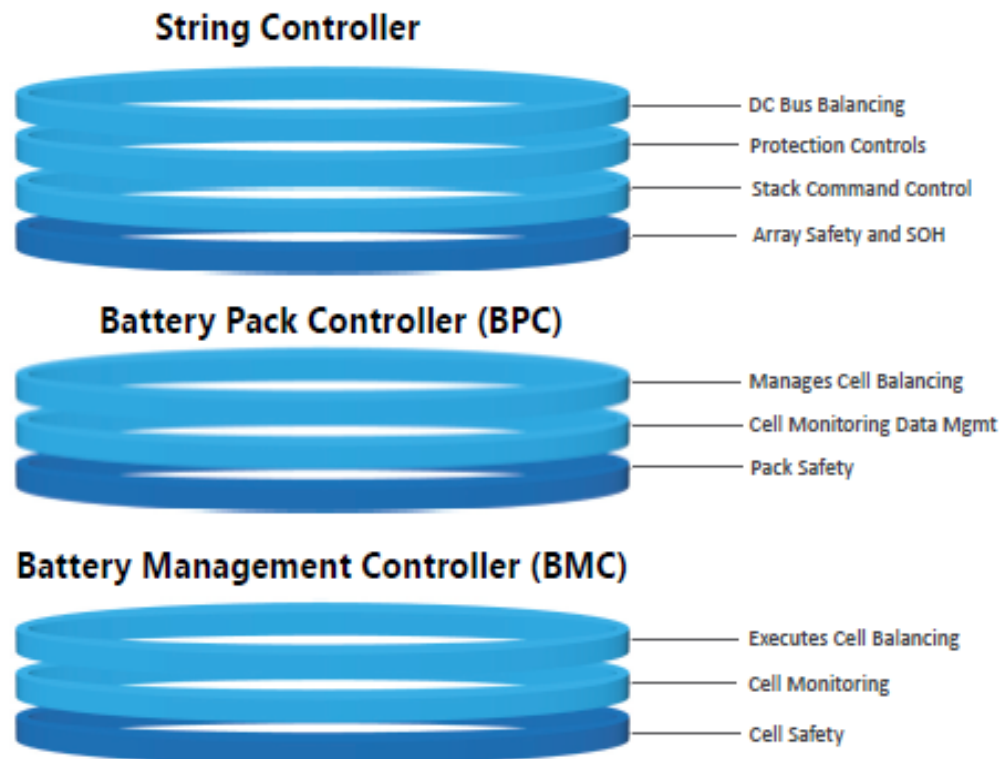 String Controller
DC Bus Balancing
Protection Controls
Stack Command Control
Array Safety and SOH
Battery Pack Controller (BPC)
Manages Cell Balancing
Cell Monitoring Data Mgmt
Pack Safety
Battery Management Controller (BMC)
Executes Cell Balancing
Cell Monitoring
Cell Safety